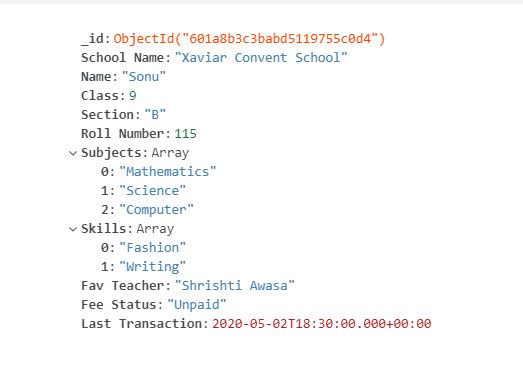 _id: ObjectId("601a8b3c3babd5119755c0d4")
School Name: "Xaviar Convent School"
Name: "Sonu"
Class: 9
Section: "B"
Roll Number: 115
Subjects: Array
0: "Mathematics"
1: "Science"
2: "Computer"
Skills: Array
0: "Fashion"
1: "Writing"
Fav Teacher: "Shrishti Awasa"
Fee Status: "Unpaid"
Last Transaction: 2020-05-02T18:30:00.000+00:00